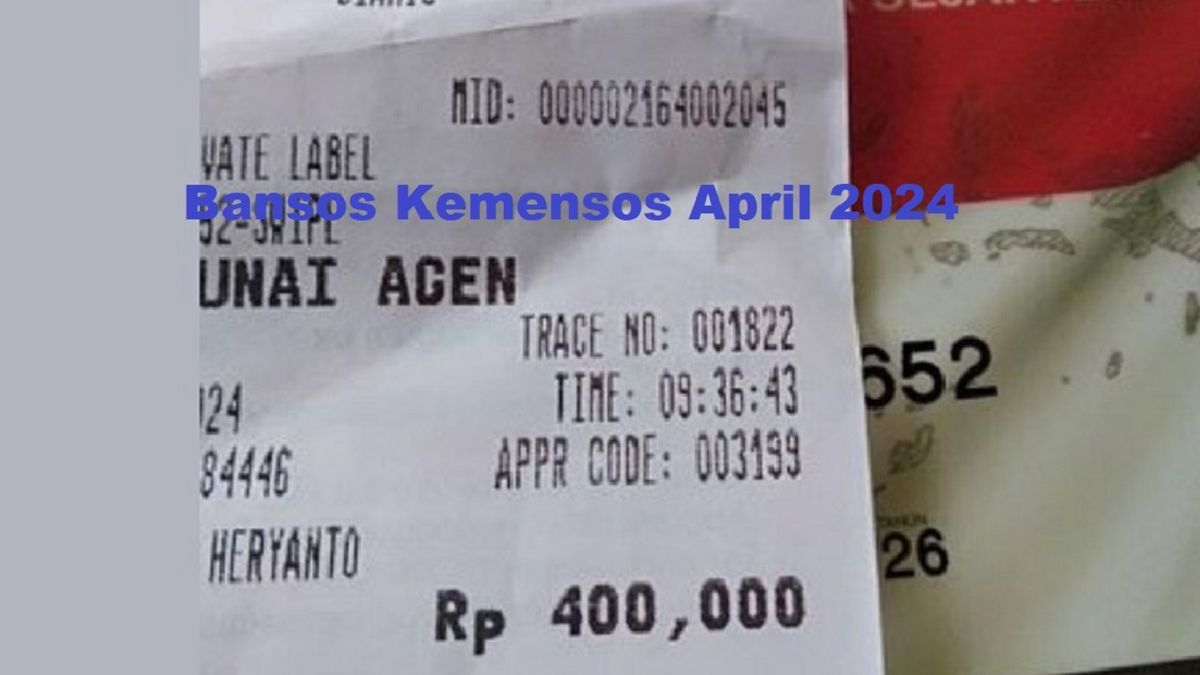 MID: 000002164002045
VATE LABEL
Bansos Kemensos April 2024
52-SWIPE
UNAI AGEN
TRACE NO: 001822
024
TIME: 09:36:43
84446
APPR CODE: 003199
HERYANTO
Rp 400,000
652
TAHUN
26